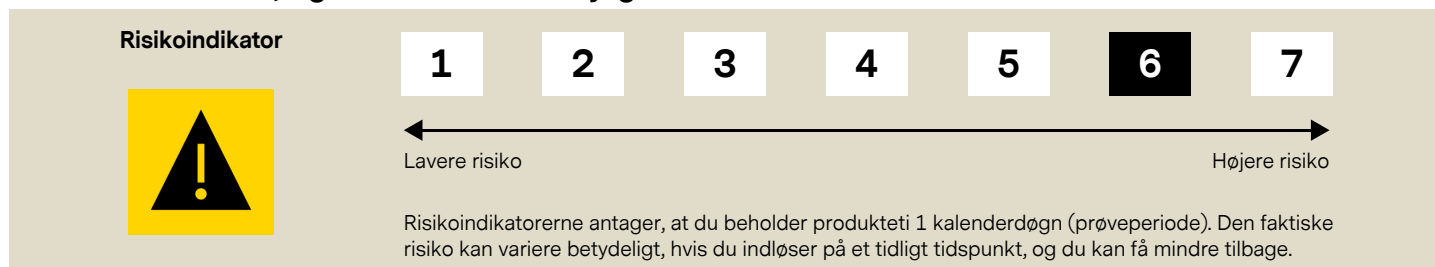 Risikoindikator
1 2 3 4 5 6 7
Lavere risiko Højere risiko
Risikoindikatorerne antager, at du beholder produkteti 1 kalenderdøgn (prøveperiode). Den faktiske
risiko kan variere betydeligt, hvis du indløser på et tidligt tidspunkt, og du kan få mindre tilbage.